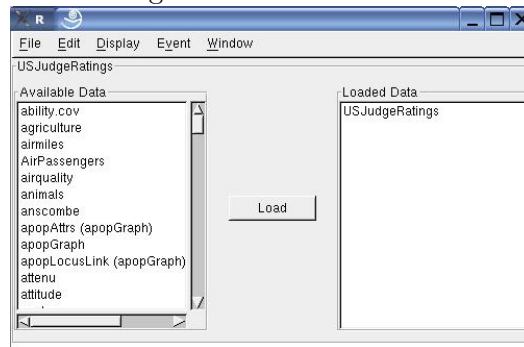 R
File Edit Display Event Window
USJudgeRatings
Available Data
ability.cov
agriculture
airmiles
AirPassengers
airquality
animals
anscombe
apopAttrs (apopGraph)
apopGraph
apopLocusLink (apopGraph)
attenu
attitude
Load
Loaded Data
USJudgeRatings